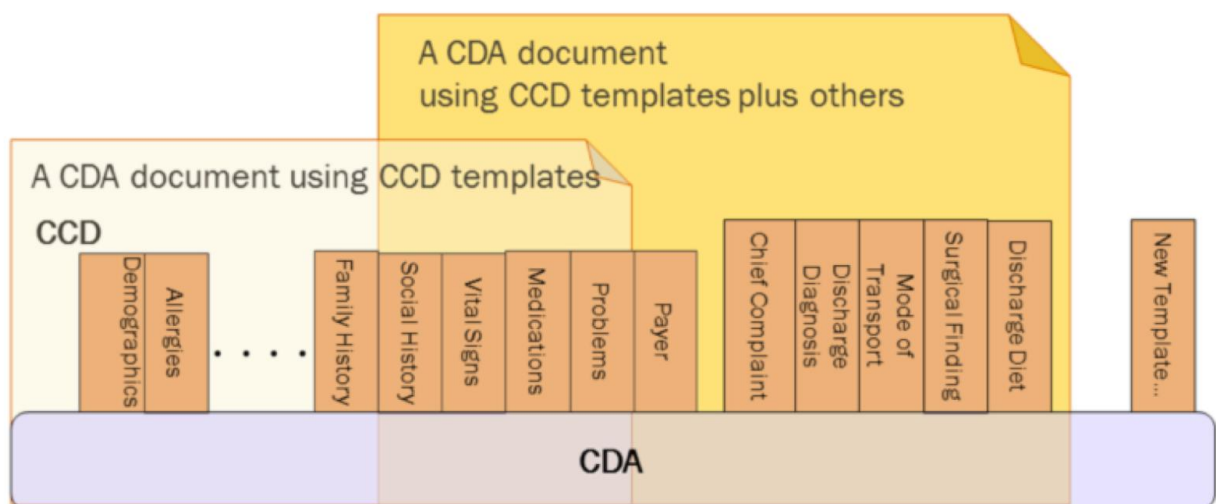 A CDA document
using CCD templates plus others
A CDA document using CCD templates
CCD
Demographics
Allergies
. . . . .
Family History
Social History
Vital Signs
Medications
Problems
Payer
Chief Complaint
Discharge
Diagnosis
Mode of
Transport
Surgical Finding
Discharge Diet
New Template...
CDA